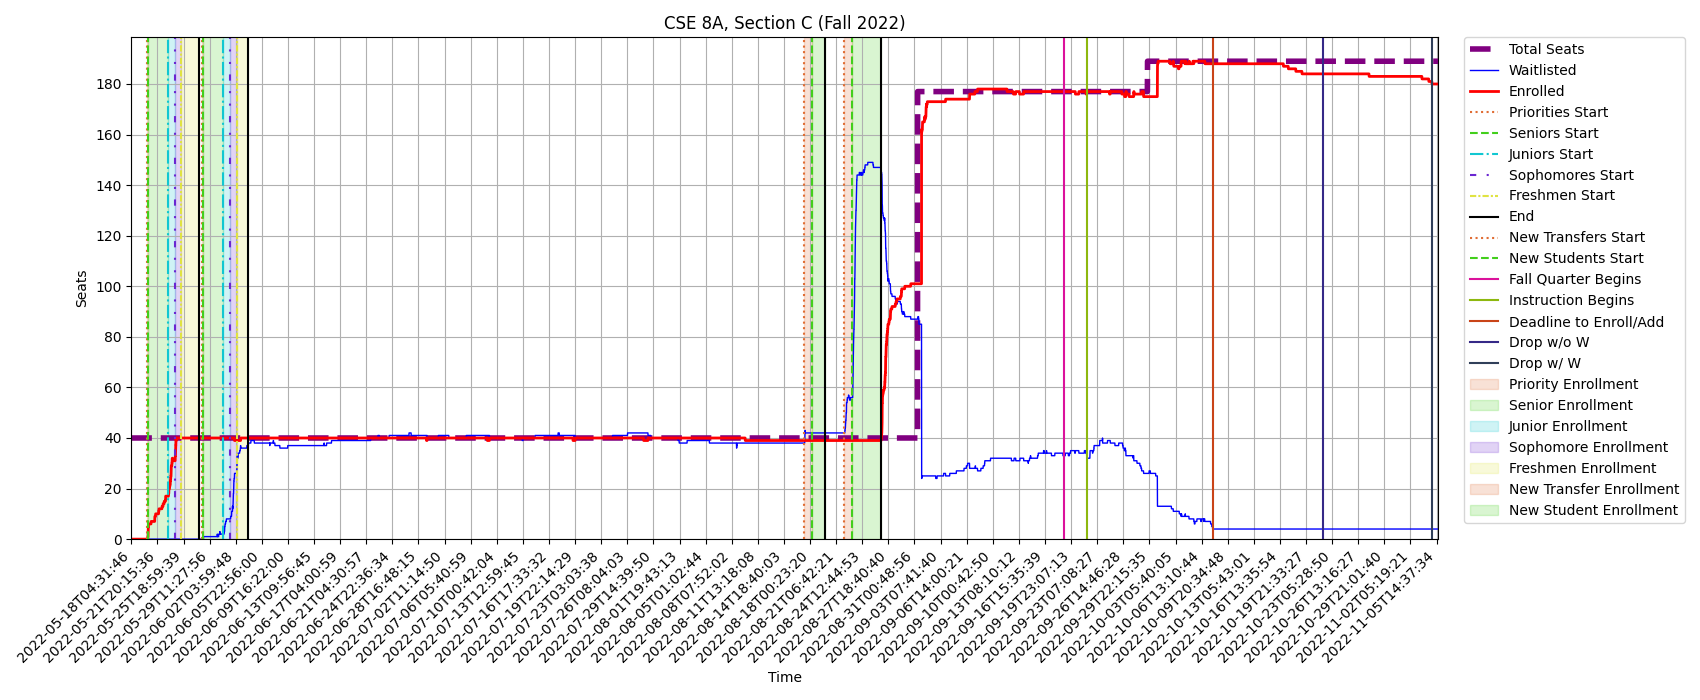 CSE 8A, Section C (Fall 2022)
Seats
180
160
140
120
100
80
60
40
20
0
2022-05-18T04:31:46
2022-05-21T20:15:36
2022-05-25T18:59:39
2022-05-29T11:27:56
2022-06-02T03:59:48
2022-06-05T22:56:00
2022-06-09T16:22:00
2022-06-13T09:56:45
2022-06-17T04:00:59
2022-06-21T04:30:57
2022-06-24T22:36:34
2022-06-28T16:48:15
2022-07-02T11:14:50
2022-07-06T05:40:59
2022-07-10T00:42:04
2022-07-13T12:59:45
2022-07-16T17:33:32
2022-07-19T22:14:29
2022-07-23T03:03:38
2022-07-26T08:04:03
2022-07-29T14:39:50
2022-08-01T19:43:13
2022-08-05T01:02:44
2022-08-08T07:52:02
2022-08-11T13:18:08
2022-08-14T18:40:03
2022-08-18T00:23:20
2022-08-21T06:42:21
2022-08-24T12:44:53
2022-08-27T18:40:40
2022-08-31T00:48:56
2022-09-03T07:41:40
2022-09-06T14:00:21
2022-09-10T00:42:50
2022-09-13T08:10:12
2022-09-16T15:35:39
2022-09-19T23:07:13
2022-09-23T07:08:27
2022-09-26T14:46:28
2022-09-29T22:15:35
2022-10-03T05:40:05
2022-10-06T13:10:44
2022-10-09T20:34:48
2022-10-13T05:43:01
2022-10-16T13:35:54
2022-10-19T21:33:27
2022-10-23T05:28:50
2022-10-26T13:16:27
2022-10-29T21:01:40
2022-11-02T05:19:21
2022-11-05T14:37:34
Time
Total Seats
Waitlisted
Enrolled
Priorities Start
Seniors Start
Juniors Start
Sophomores Start
Freshmen Start
End
New Transfers Start
New Students Start
Fall Quarter Begins
Instruction Begins
Deadline to Enroll/Add
Drop w/o W
Drop w/ W
Priority Enrollment
Senior Enrollment
Junior Enrollment
Sophomore Enrollment
Freshmen Enrollment
New Transfer Enrollment
New Student Enrollment